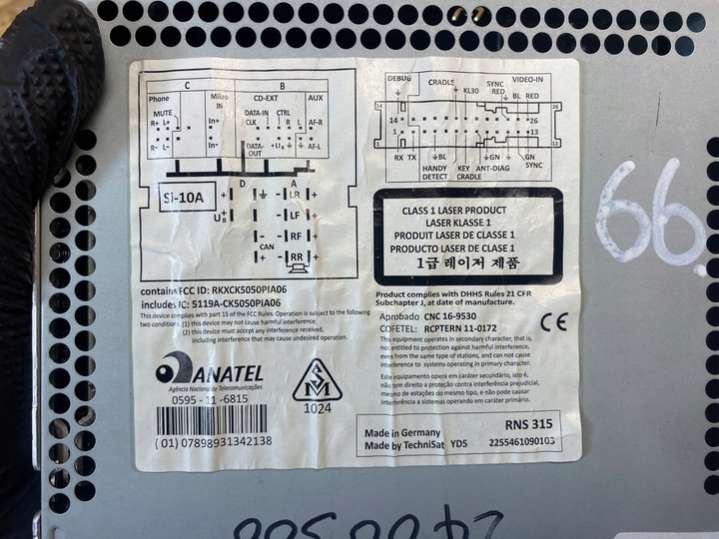 C B
Phone Mikro IN CD-EXT AUX
MUTE DATA-IN CTRL
R+ L+ In+ CLK R L AF-R
R- L- In- DATA-OUT +Us AF-L
D A
Si-10A + + LR +
U + LF +
- - RF +
CAN
+ + RR +
DEBUG CRADLE SYNC RED VIDEO-IN
KL30 BL RED
14 26
1 13
RX TX BL GN GN SYNC
HANDY DETECT KEY CRADLE ANT-DIAG
CLASS 1 LASER PRODUCT
LASER KLASSE 1
PRODUIT LASER DE CLASSE 1
PRODUCTO LASER DE CLASE 1
1급 레이저 제품
66
contains FCC ID: RKXCK5050PIA06
includes IC: 5119A-CK5050PIA06
This device complies with part 15 of the FCC Rules. Operation is subject to the following
two conditions: (1) this device may not cause harmful interference,
(2) this device must accept any interference received,
including interference that may cause undesired operation.
Product complies with DHHS Rules 21 CFR
Subchapter J, at date of manufacture.
Aprobado CNC 16-9530
COFETEL: RCPTERN 11-0172
CE
This equipment operates in secondary character, that is,
not entitled to protection against harmful interference,
even from the same type of stations, and can not cause
interference to systems operating in primary character.
Este equipamento opera em caráter secundário, isto é,
não tem direito a proteção contra interferência prejudicial,
mesmo de estações do mesmo tipo, e não pode causar
interferência a sistemas operando em caráter primário.
ANATEL
Agência Nacional de Telecomunicações
0595 - 11 - 6815
(01) 07898931342138
1024
RNS 315
Made in Germany
Made by TechniSat YD5 2255461090103